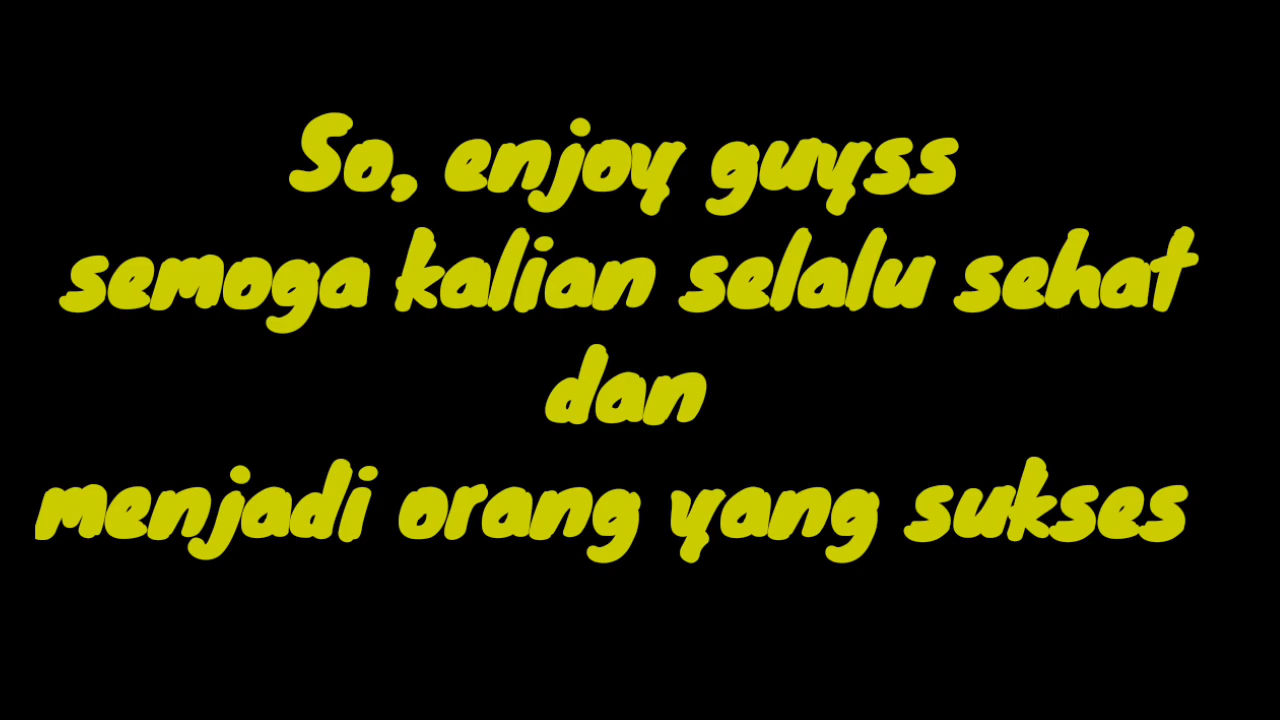 So, enjoy guyss
semoga kalian selalu sehat
dan
menjadi orang yang sukses